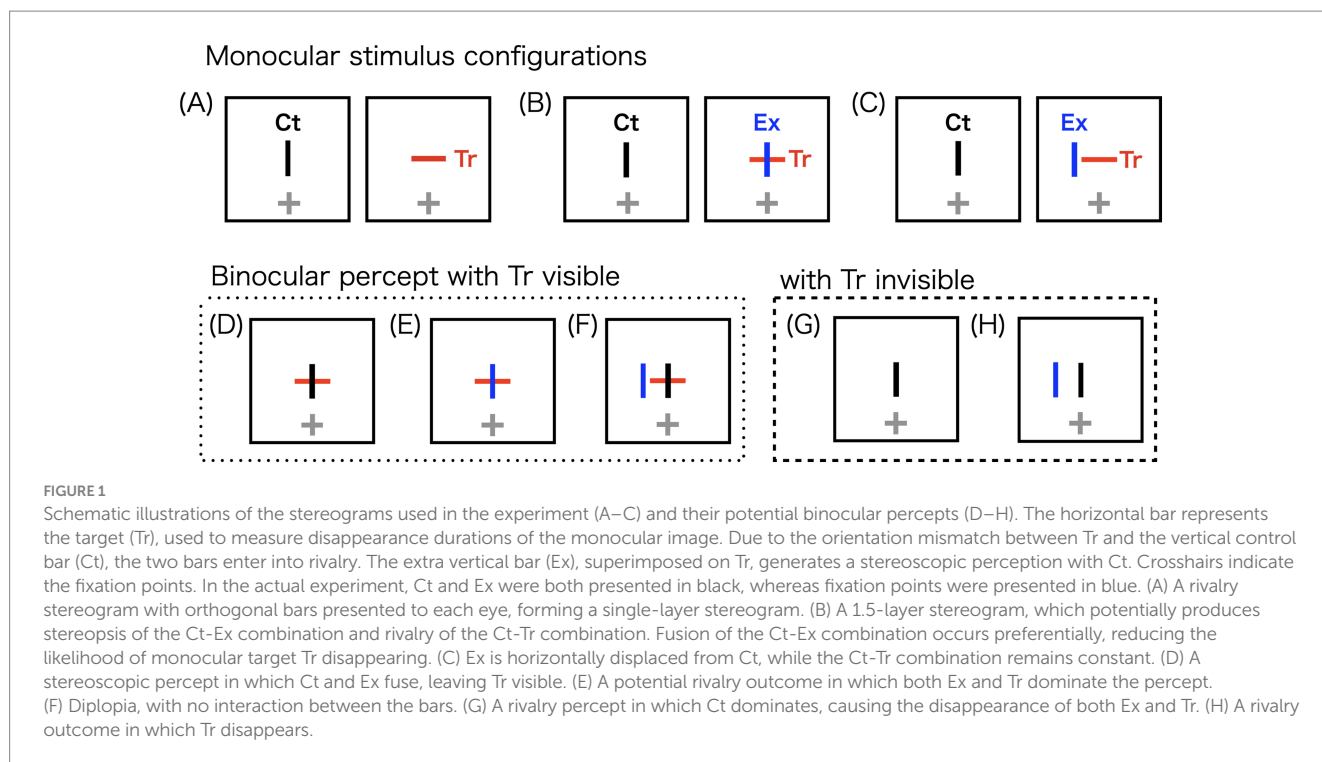 Monocular stimulus configurations
(A) Ct Tr (B) Ct Ex Tr (C) Ct Ex Tr
Binocular percept with Tr visible
with Tr invisible
(D) (E) (F) (G) (H)
FIGURE 1
Schematic illustrations of the stereograms used in the experiment (A–C) and their potential binocular percepts (D–H). The horizontal bar represents
the target (Tr), used to measure disappearance durations of the monocular image. Due to the orientation mismatch between Tr and the vertical control
bar (Ct), the two bars enter into rivalry. The extra vertical bar (Ex), superimposed on Tr, generates a stereoscopic perception with Ct. Crosshairs indicate
the fixation points. In the actual experiment, Ct and Ex were both presented in black, whereas fixation points were presented in blue. (A) A rivalry
stereogram with orthogonal bars presented to each eye, forming a single-layer stereogram. (B) A 1.5-layer stereogram, which potentially produces
stereopsis of the Ct-Ex combination and rivalry of the Ct-Tr combination. Fusion of the Ct-Ex combination occurs preferentially, reducing the
likelihood of monocular target Tr disappearing. (C) Ex is horizontally displaced from Ct, while the Ct-Tr combination remains constant. (D) A
stereoscopic percept in which Ct and Ex fuse, leaving Tr visible. (E) A potential rivalry outcome in which both Ex and Tr dominate the percept.
(F) Diplopia, with no interaction between the bars. (G) A rivalry percept in which Ct dominates, causing the disappearance of both Ex and Tr. (H) A rivalry
outcome in which Tr disappears.